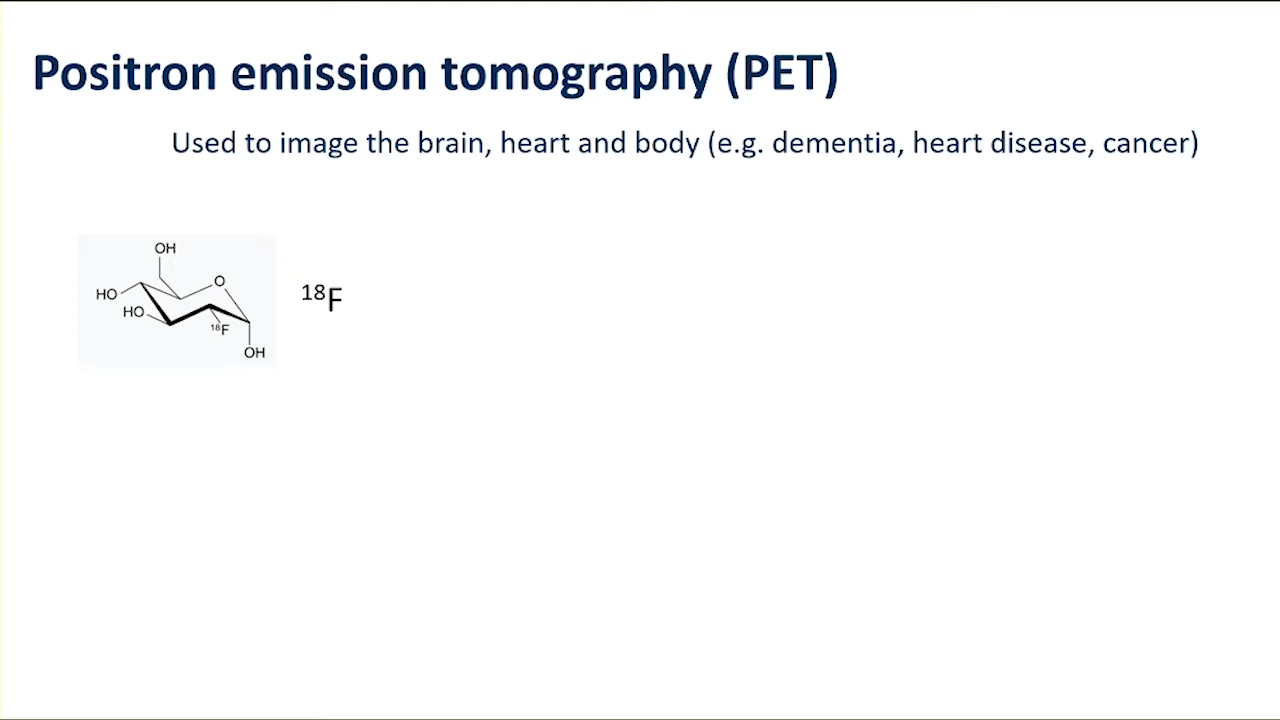 Positron emission tomography (PET)
Used to image the brain, heart and body (e.g. dementia, heart disease, cancer)
OH
O
HO
HO
¹⁸F
OH
¹⁸F